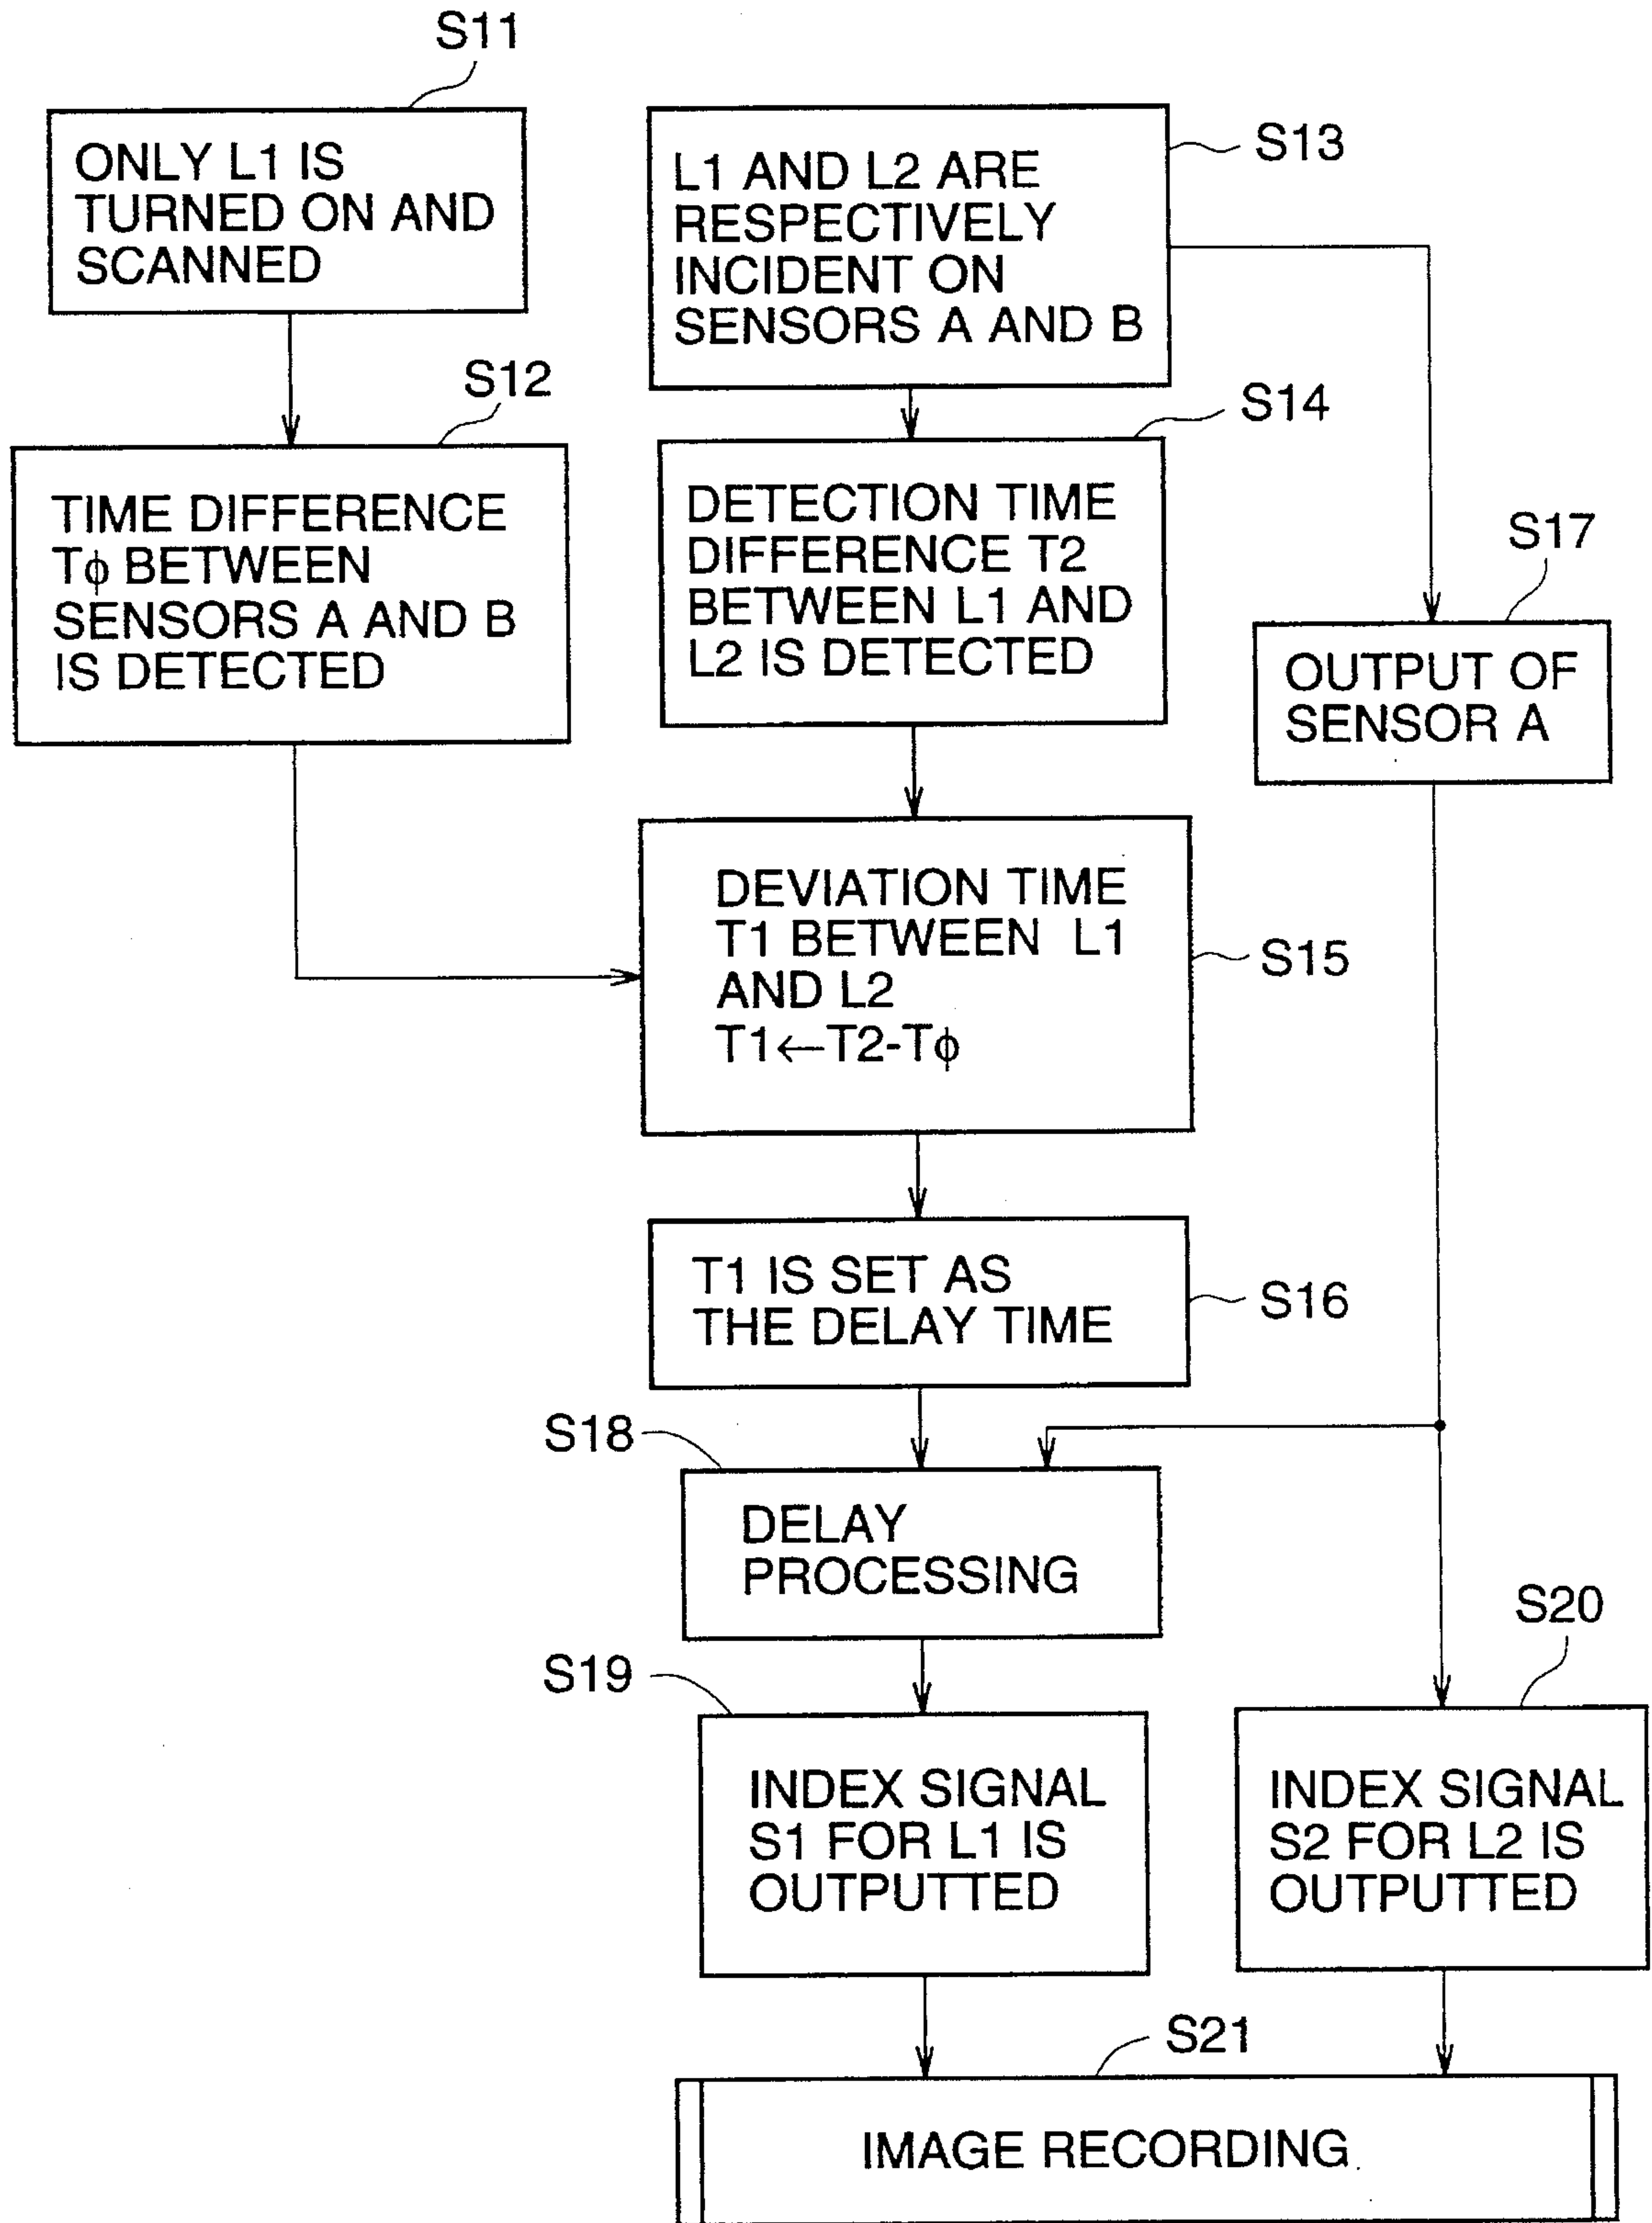 S11
ONLY L1 IS
TURNED ON AND
SCANNED
S12
TIME DIFFERENCE
Tϕ BETWEEN
SENSORS A AND B
IS DETECTED
S13
L1 AND L2 ARE
RESPECTIVELY
INCIDENT ON
SENSORS A AND B
S14
DETECTION TIME
DIFFERENCE T2
BETWEEN L1 AND
L2 IS DETECTED
S17
OUTPUT OF
SENSOR A
S15
DEVIATION TIME
T1 BETWEEN L1
AND L2
T1←T2-Tϕ
S16
T1 IS SET AS
THE DELAY TIME
S18
DELAY
PROCESSING
S19
INDEX SIGNAL
S1 FOR L1 IS
OUTPUTTED
S20
INDEX SIGNAL
S2 FOR L2 IS
OUTPUTTED
S21
IMAGE RECORDING